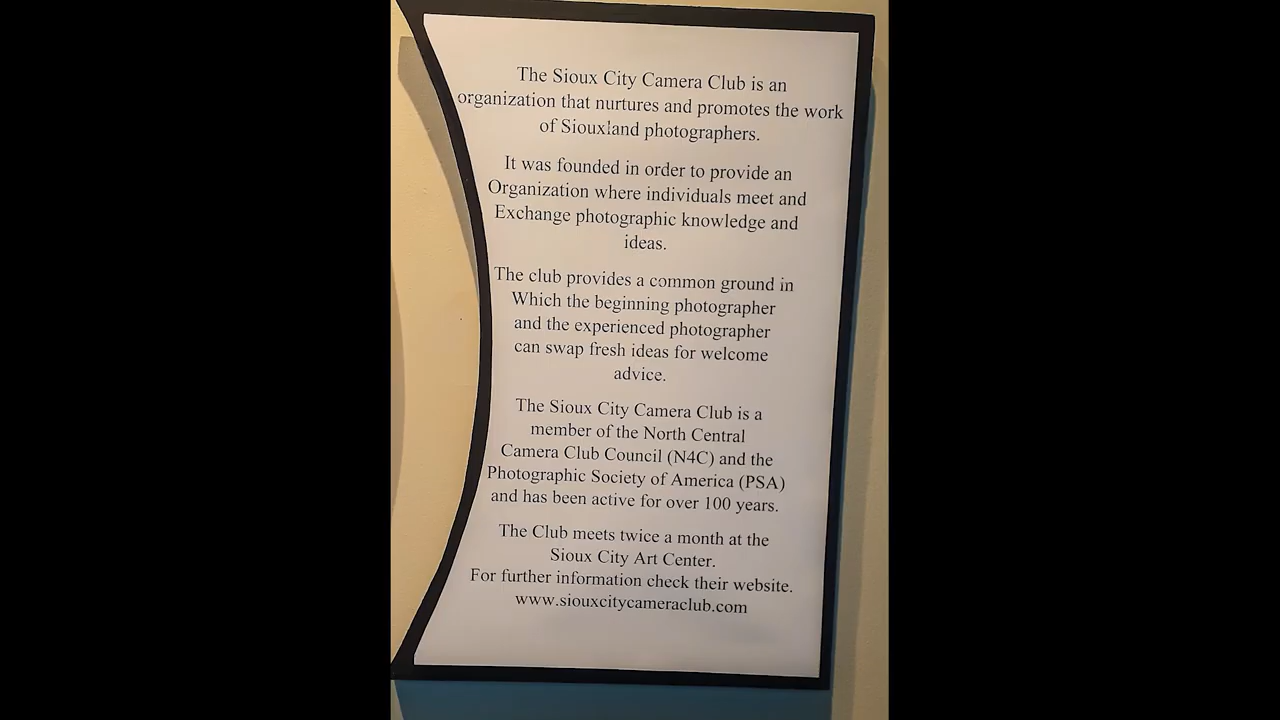 The Sioux City Camera Club is an
organization that nurtures and promotes the work
of Siouxland photographers.
It was founded in order to provide an
Organization where individuals meet and
Exchange photographic knowledge and
ideas.
The club provides a common ground in
Which the beginning photographer
and the experienced photographer
can swap fresh ideas for welcome
advice.
The Sioux City Camera Club is a
member of the North Central
Camera Club Council (N4C) and the
Photographic Society of America (PSA)
and has been active for over 100 years.
The Club meets twice a month at the
Sioux City Art Center.
For further information check their website.
www.siouxcitycameraclub.com